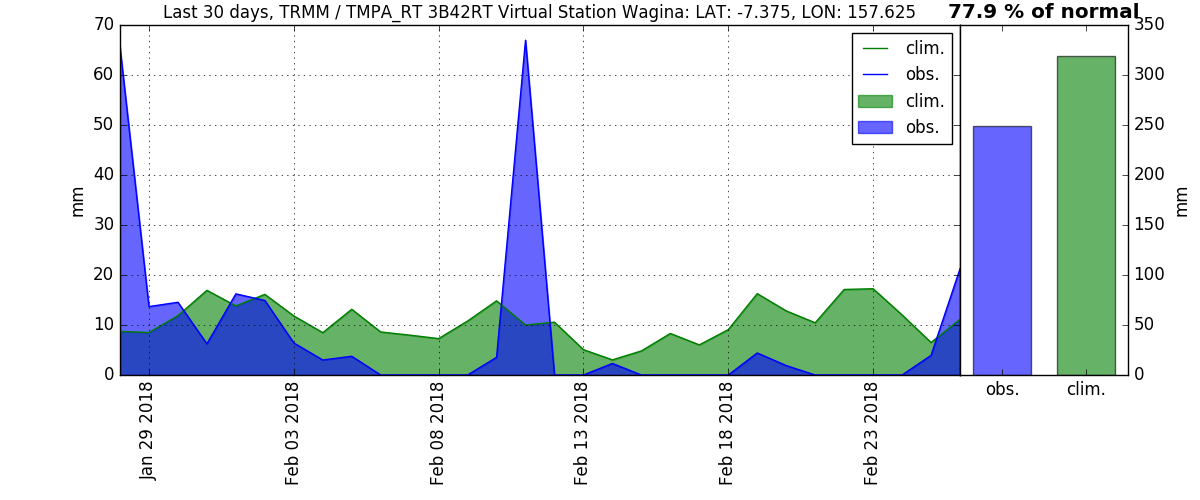 Last 30 days, TRMM / TMPA_RT 3B42RT Virtual Station Wagina: LAT: -7.375, LON: 157.625
77.9 % of normal
70
60
50
40
30
20
10
0
mm
clim.
obs.
clim.
obs.
350
300
250
200
150
100
50
0
mm
obs.
clim.
Jan 29 2018
Feb 03 2018
Feb 08 2018
Feb 13 2018
Feb 18 2018
Feb 23 2018